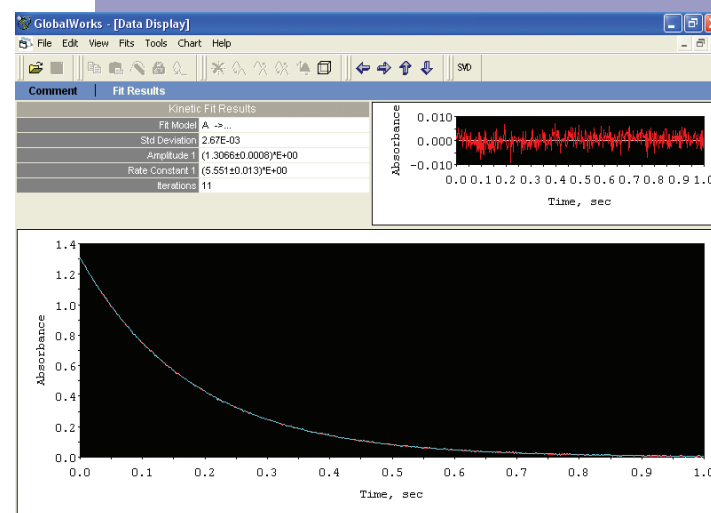 GlobalWorks - [Data Display]
File Edit View Fits Tools Chart Help
SVD
Comment | Fit Results
Kinetic Fit Results
Fit Model A ->...
Std Deviation 2.67E-03
Amplitude 1 (1.3066±0.0008)*E+00
Rate Constant 1 (5.551±0.013)*E+00
Iterations 11
Absorbance
0.010
0.000
-0.010
0.0 0.1 0.2 0.3 0.4 0.5 0.6 0.7 0.8 0.9 1.0
Time, sec
Absorbance
1.4
1.2
1.0
0.8
0.6
0.4
0.2
0.0
0.0 0.1 0.2 0.3 0.4 0.5 0.6 0.7 0.8 0.9 1.0
Time, sec